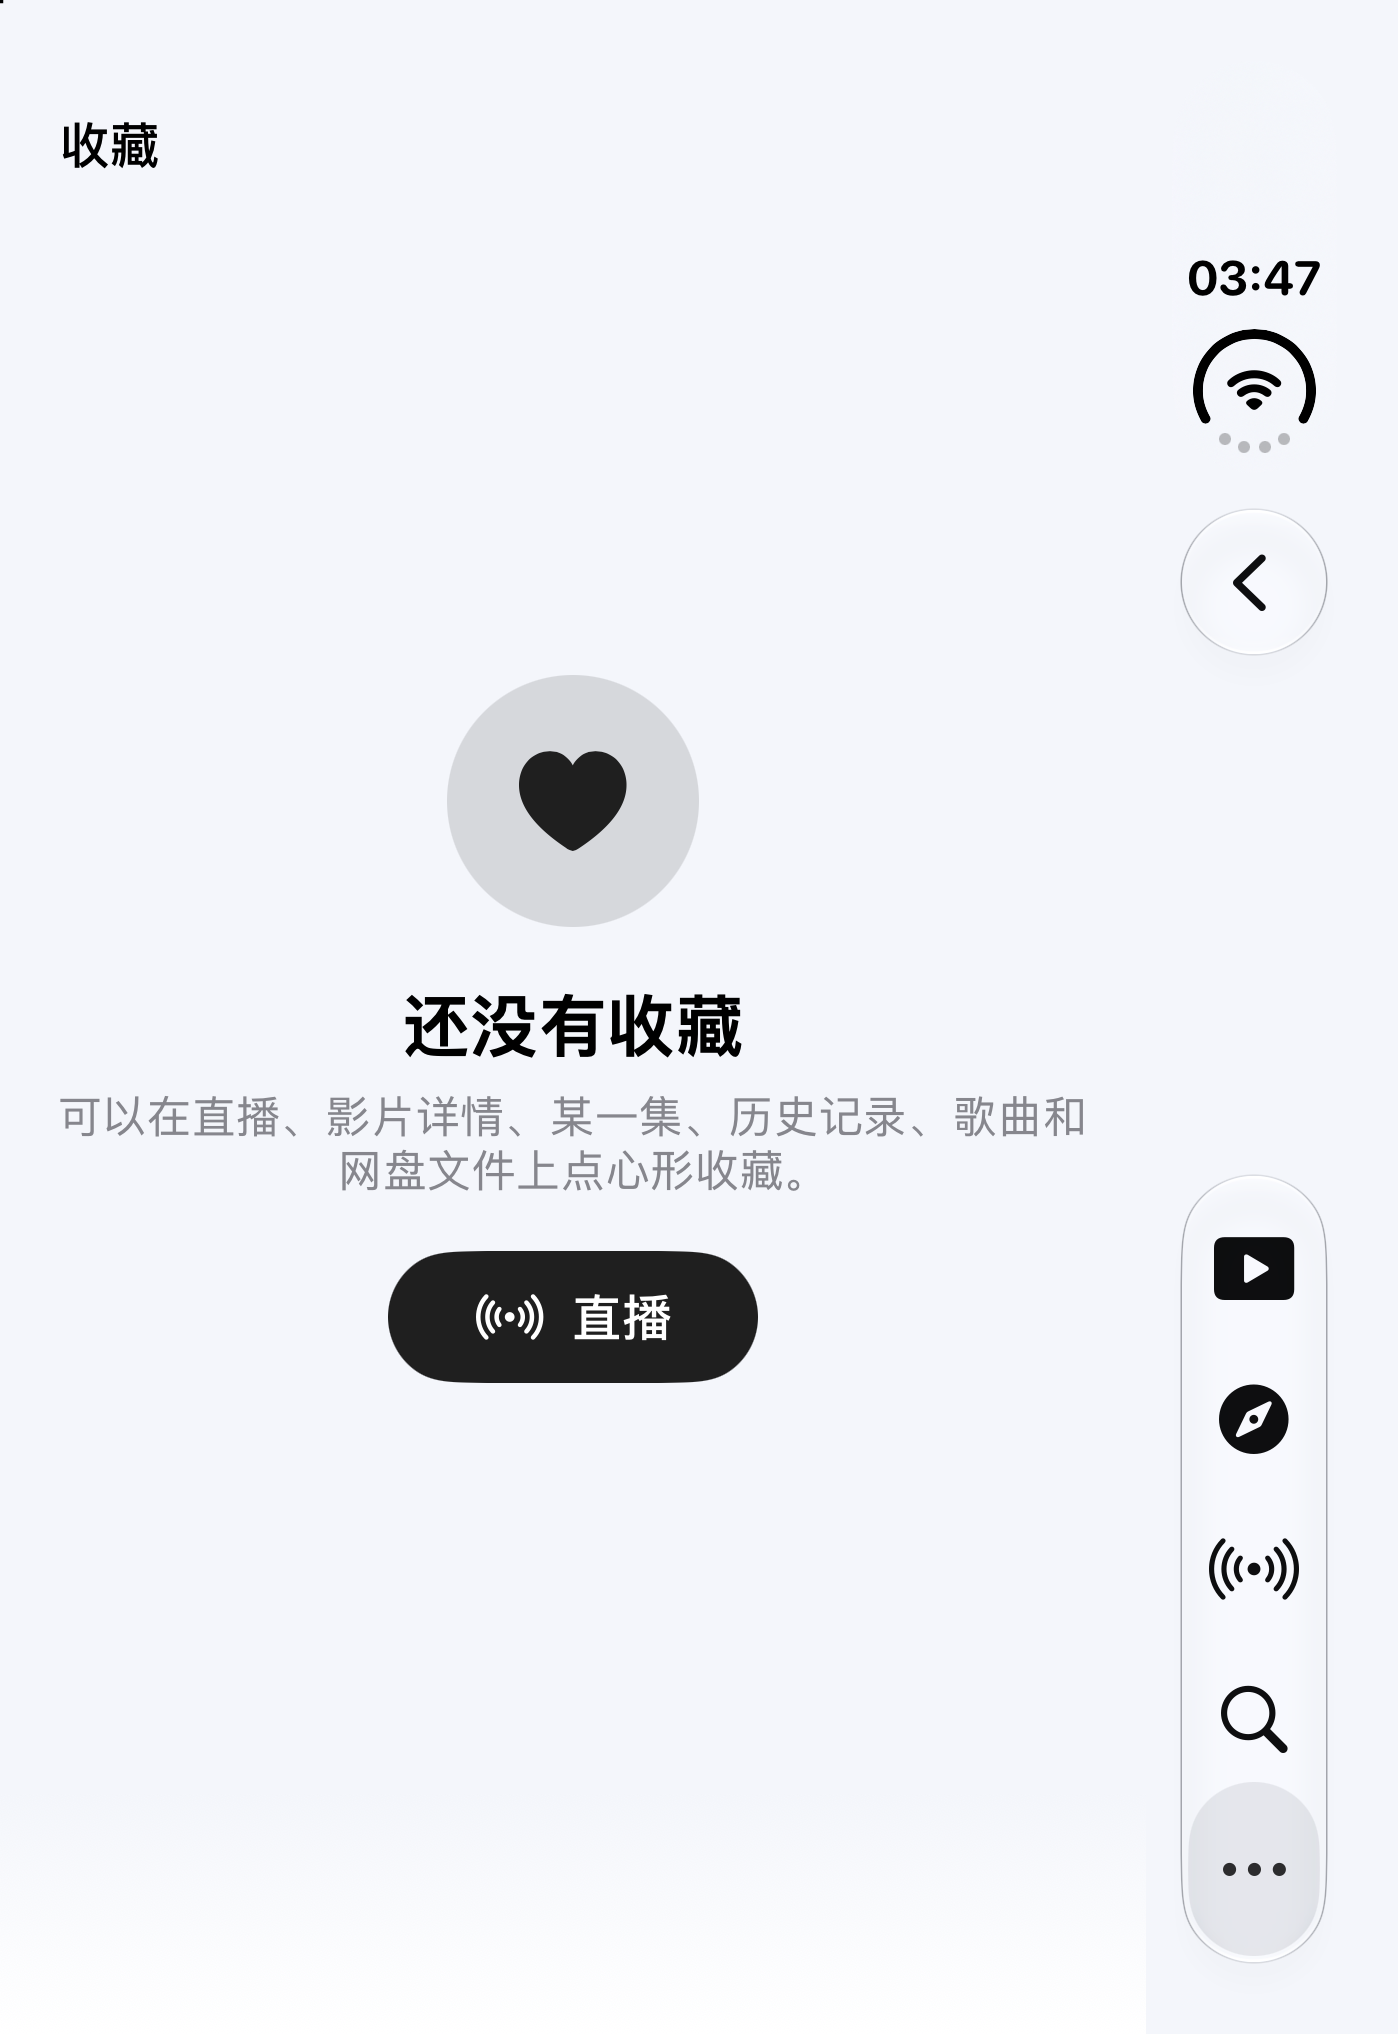 收藏
03:47
还没有收藏
可以在直播、影片详情、某一集、历史记录、歌曲和
网盘文件上点心形收藏。
直播